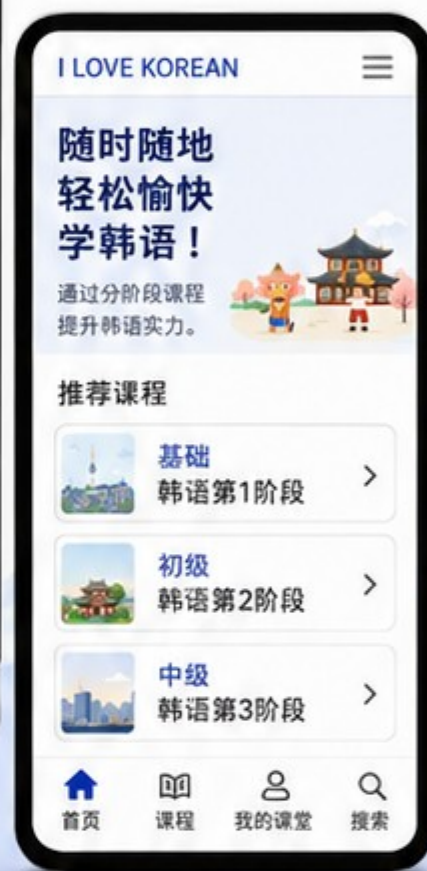 I LOVE KOREAN
随时随地
轻松愉快
学韩语！
通过分阶段课程
提升韩语实力。
推荐课程
基础
韩语第1阶段
初级
韩语第2阶段
中级
韩语第3阶段
首页
课程
我的课堂
搜索